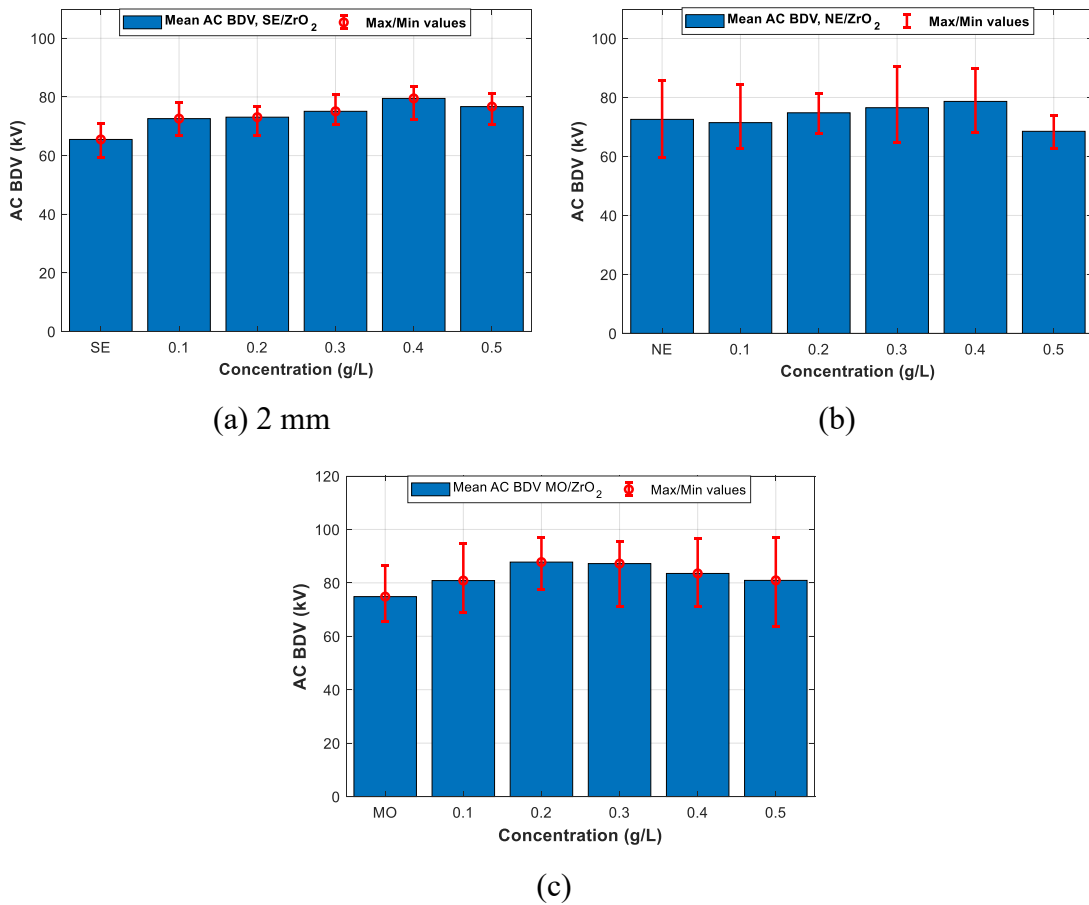 Mean AC BDV, SE/ZrO2 Max/Min values
100
80
60
40
20
0
AC BDV (kV)
SE 0.1 0.2 0.3 0.4 0.5
Concentration (g/L)
(a) 2 mm
Mean AC BDV, NE/ZrO2 Max/Min values
100
80
60
40
20
0
AC BDV (kV)
NE 0.1 0.2 0.3 0.4 0.5
Concentration (g/L)
(b)
Mean AC BDV MO/ZrO2 Max/Min values
120
100
80
60
40
20
0
AC BDV (kV)
MO 0.1 0.2 0.3 0.4 0.5
Concentration (g/L)
(c)